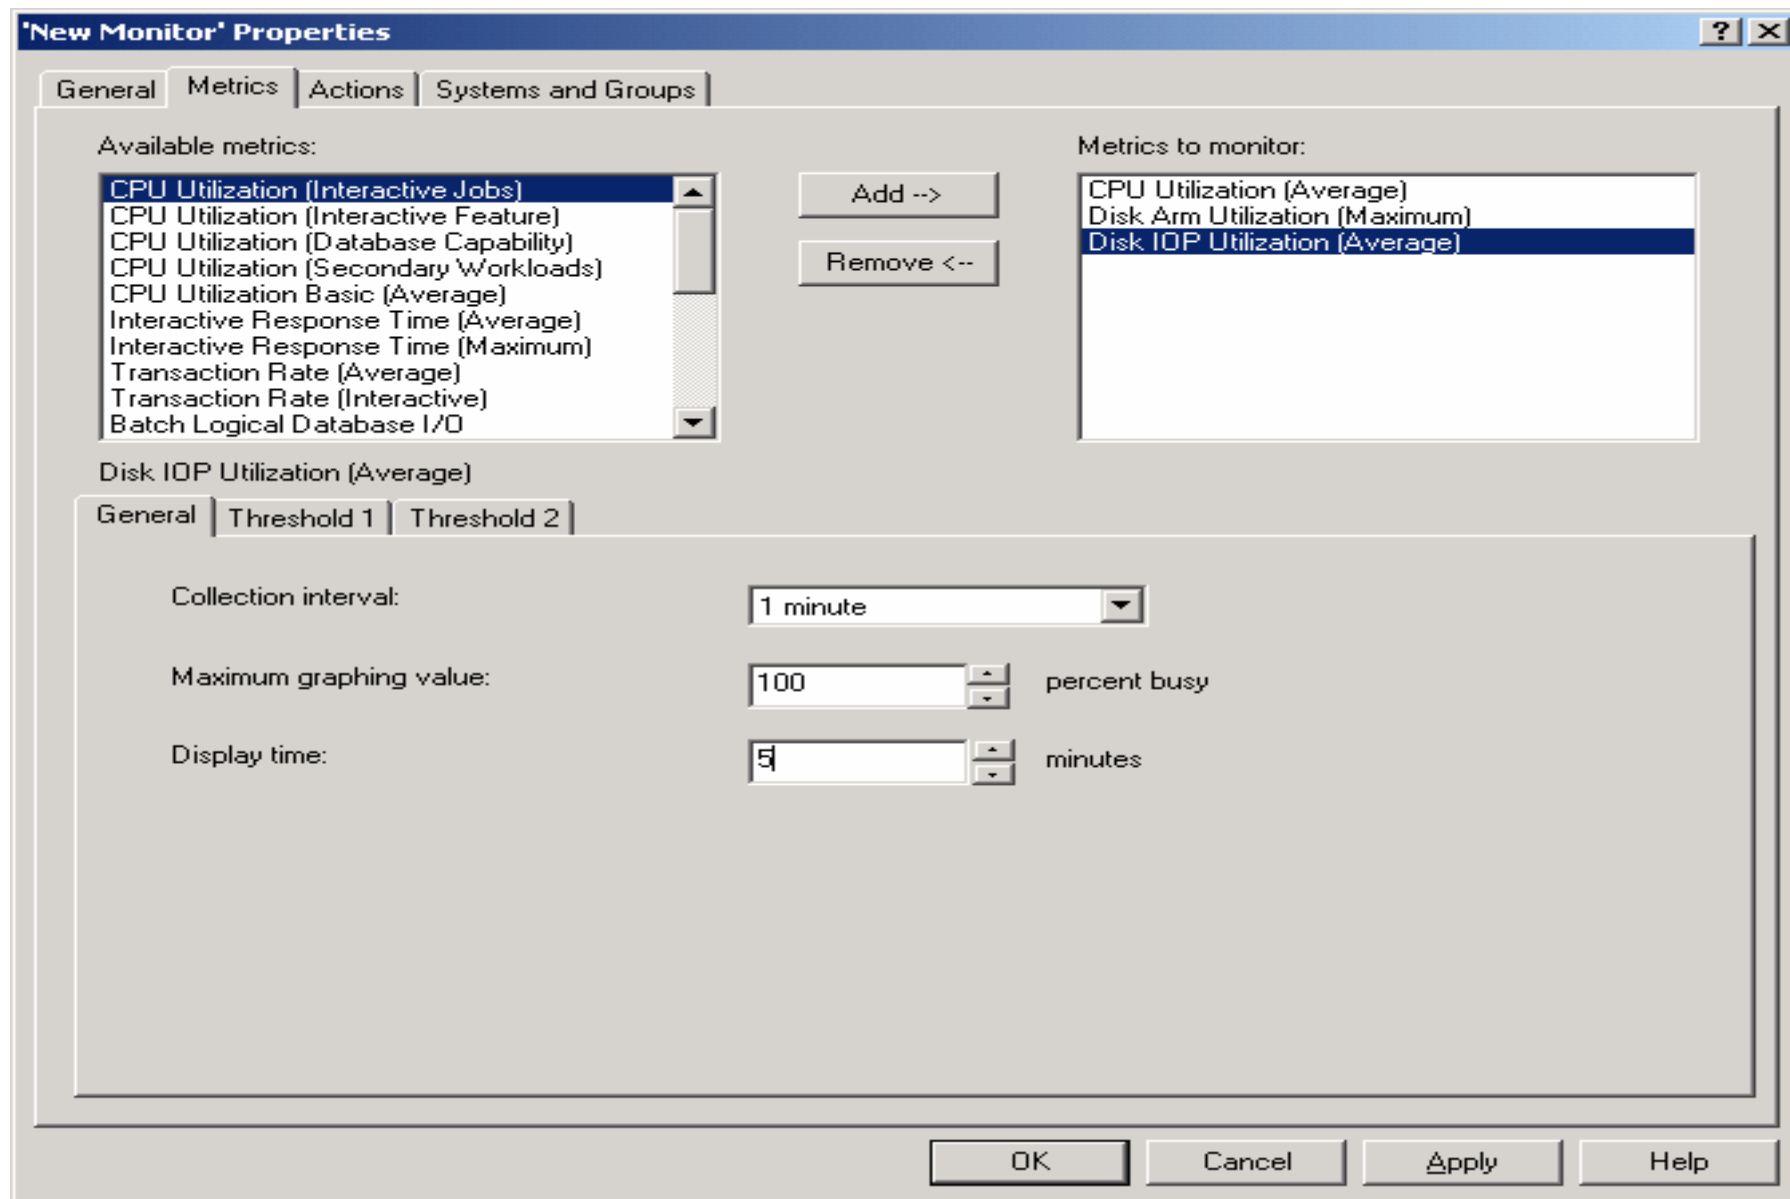 'New Monitor' Properties
General
Metrics
Actions
Systems and Groups
Available metrics:
CPU Utilization (Interactive Jobs)
CPU Utilization (Interactive Feature)
CPU Utilization (Database Capability)
CPU Utilization (Secondary Workloads)
CPU Utilization Basic (Average)
Interactive Response Time (Average)
Interactive Response Time (Maximum)
Transaction Rate (Average)
Transaction Rate (Interactive)
Batch Logical Database I/O
Add -->
Remove <--
Metrics to monitor:
CPU Utilization (Average)
Disk Arm Utilization (Maximum)
Disk IOP Utilization (Average)
Disk IOP Utilization (Average)
General
Threshold 1
Threshold 2
Collection interval:
1 minute
Maximum graphing value:
100
percent busy
Display time:
5
minutes
OK
Cancel
Apply
Help